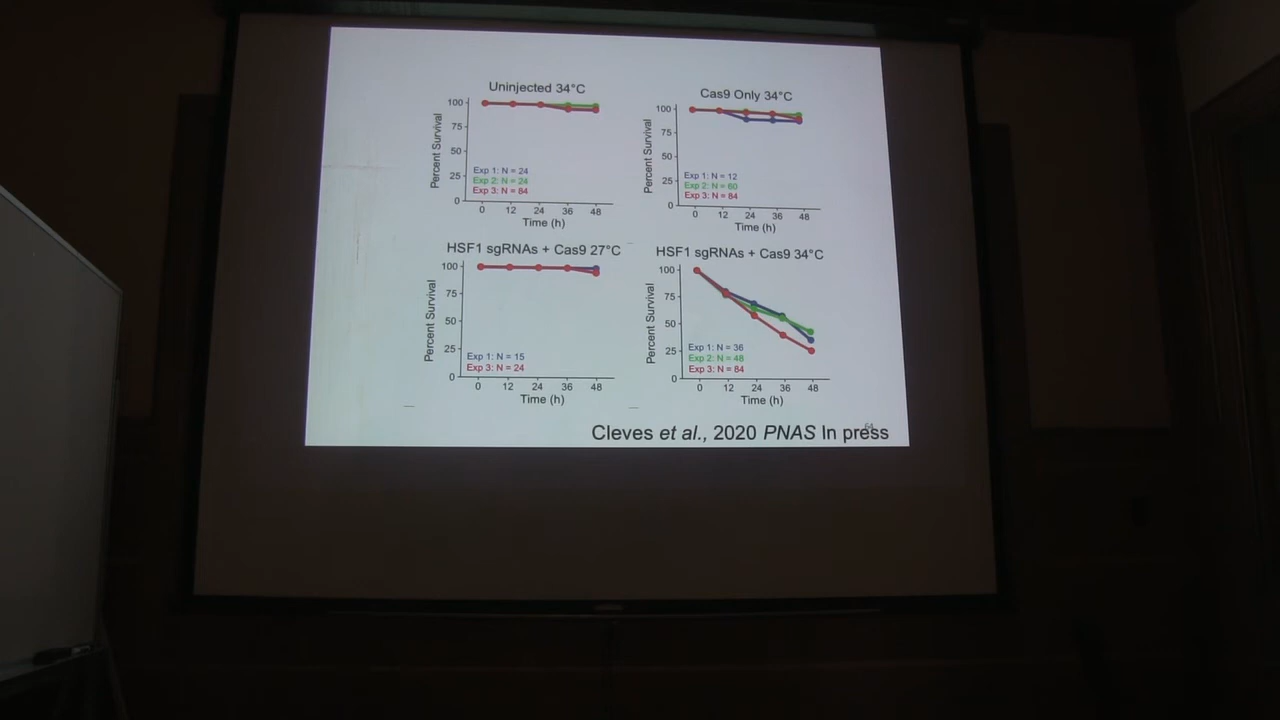 Uninjected 34°C
100
75
50
25
0
Percent Survival
Exp 1: N = 24
Exp 2: N = 24
Exp 3: N = 84
0 12 24 36 48
Time (h)
Cas9 Only 34°C
100
75
50
25
0
Percent Survival
Exp 1: N = 12
Exp 2: N = 60
Exp 3: N = 84
0 12 24 36 48
Time (h)
HSF1 sgRNAs + Cas9 27°C
100
75
50
25
0
Percent Survival
Exp 1: N = 15
Exp 3: N = 24
0 12 24 36 48
Time (h)
HSF1 sgRNAs + Cas9 34°C
100
75
50
25
0
Percent Survival
Exp 1: N = 36
Exp 2: N = 48
Exp 3: N = 84
0 12 24 36 48
Time (h)
Cleves et al., 2020 PNAS In press